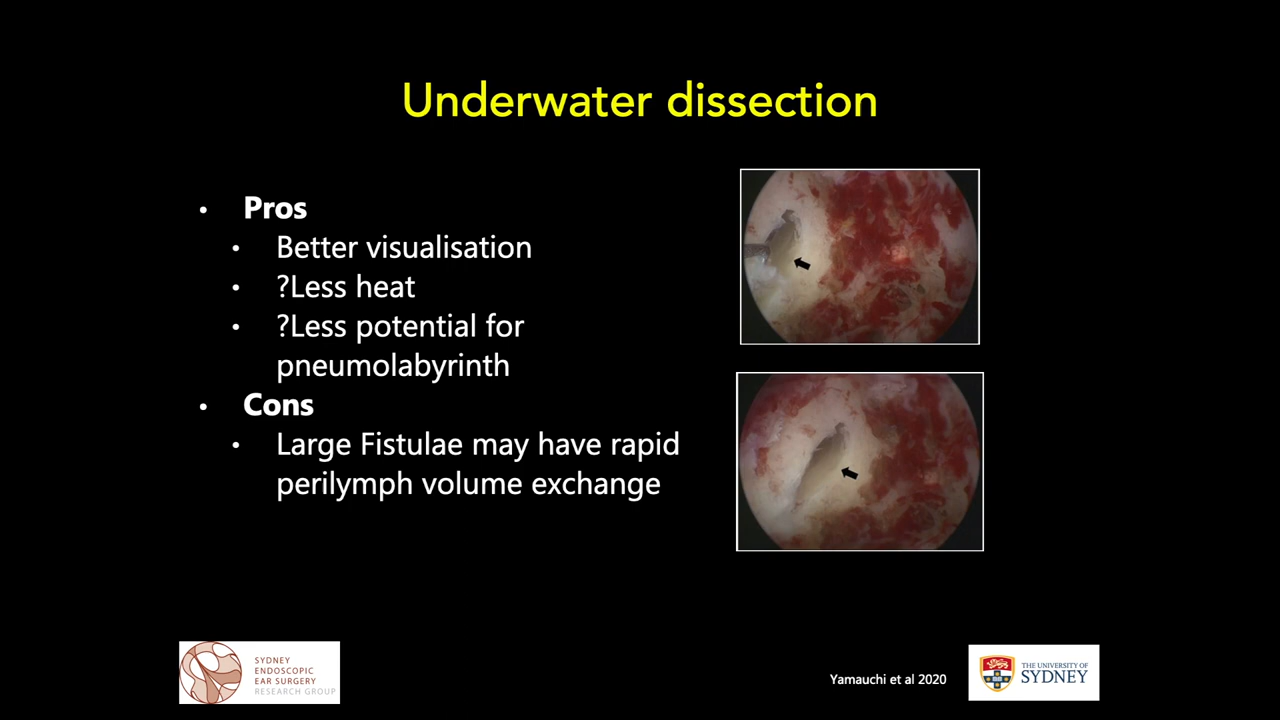 Underwater dissection
• Pros
• Better visualisation
• ?Less heat
• ?Less potential for
pneumolabyrinth
• Cons
• Large Fistulae may have rapid
perilymph volume exchange
SYDNEY
ENDOSCOPIC
EAR SURGERY
RESEARCH GROUP
Yamauchi et al 2020
THE UNIVERSITY OF
SYDNEY